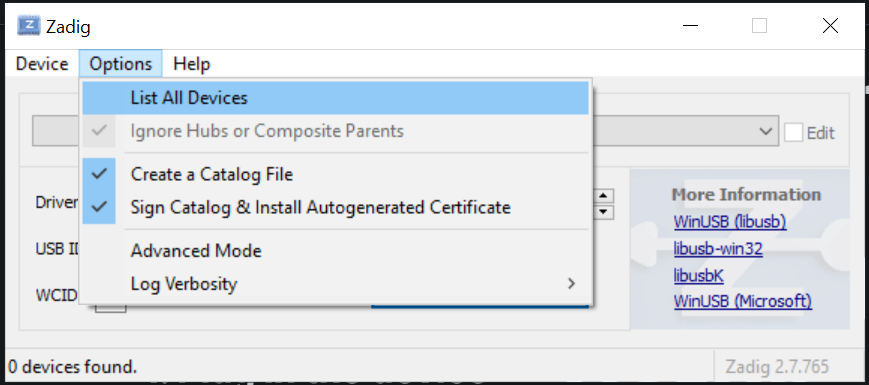 Zadig
Device Options Help
List All Devices
Ignore Hubs or Composite Parents
Edit
Create a Catalog File
Sign Catalog & Install Autogenerated Certificate
Driver
Advanced Mode
USB ID
Log Verbosity
WCID
More Information
WinUSB (libusb)
libusb-win32
libusbK
WinUSB (Microsoft)
0 devices found.
Zadig 2.7.765